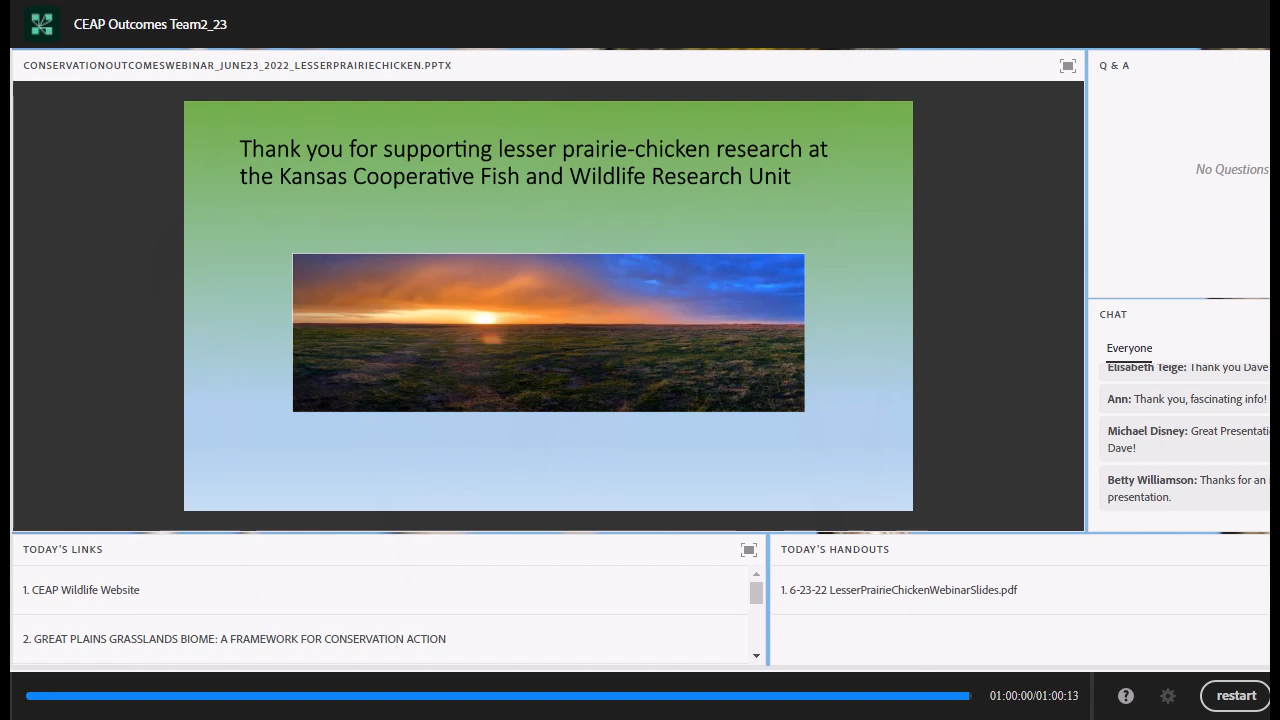 CEAP Outcomes Team2_23
CONSERVATIONOUTCOMESWEBINAR_JUNE23_2022_LESSERPRAIRIECHICKEN.PPTX
Thank you for supporting lesser prairie-chicken research at
the Kansas Cooperative Fish and Wildlife Research Unit
Q & A
No Questions
CHAT
Everyone
Elisabeth Teige: Thank you Dave
Ann: Thank you, fascinating info!
Michael Disney: Great
Dave!
Betty Williamson: Thanks for an
presentation.
TODAY'S LINKS
1. CEAP Wildlife Website
2. GREAT PLAINS GRASSLANDS BIOME: A FRAMEWORK FOR CONSERVATION ACTION
TODAY'S HANDOUTS
1. 6-23-22 LesserPrairieChickenWebinarSlides.pdf
01:00:00/01:00:13
restart